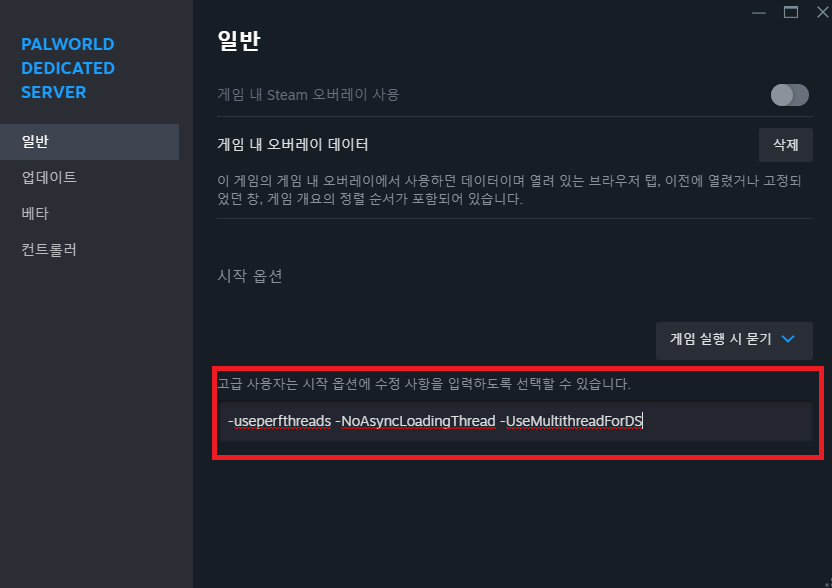 PALWORLD
DEDICATED
SERVER
일반
업데이트
베타
컨트롤러
일반
게임 내 Steam 오버레이 사용
게임 내 오버레이 데이터
삭제
이 게임의 게임 내 오버레이에서 사용하던 데이터이며 열려 있는 브라우저 탭, 이전에 열렸거나 고정되
었던 창, 게임 개요의 정렬 순서가 포함되어 있습니다.
시작 옵션
게임 실행 시 묻기
고급 사용자는 시작 옵션에 수정 사항을 입력하도록 선택할 수 있습니다.
-useperfthreads -NoAsyncLoadingThread -UseMultithreadForDS